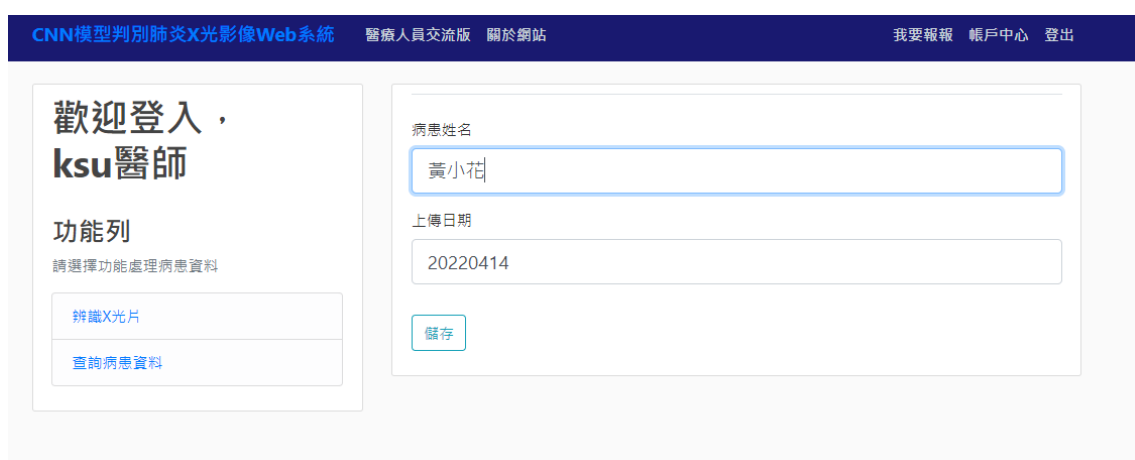 CNN模型判別肺炎X光影像Web系統 醫療人員交流版 關於網站 我要報報 帳戶中心 登出
歡迎登入，
ksu醫師
功能列
請選擇功能處理病患資料
辨識X光片
查詢病患資料
病患姓名
黃小花
上傳日期
20220414
儲存